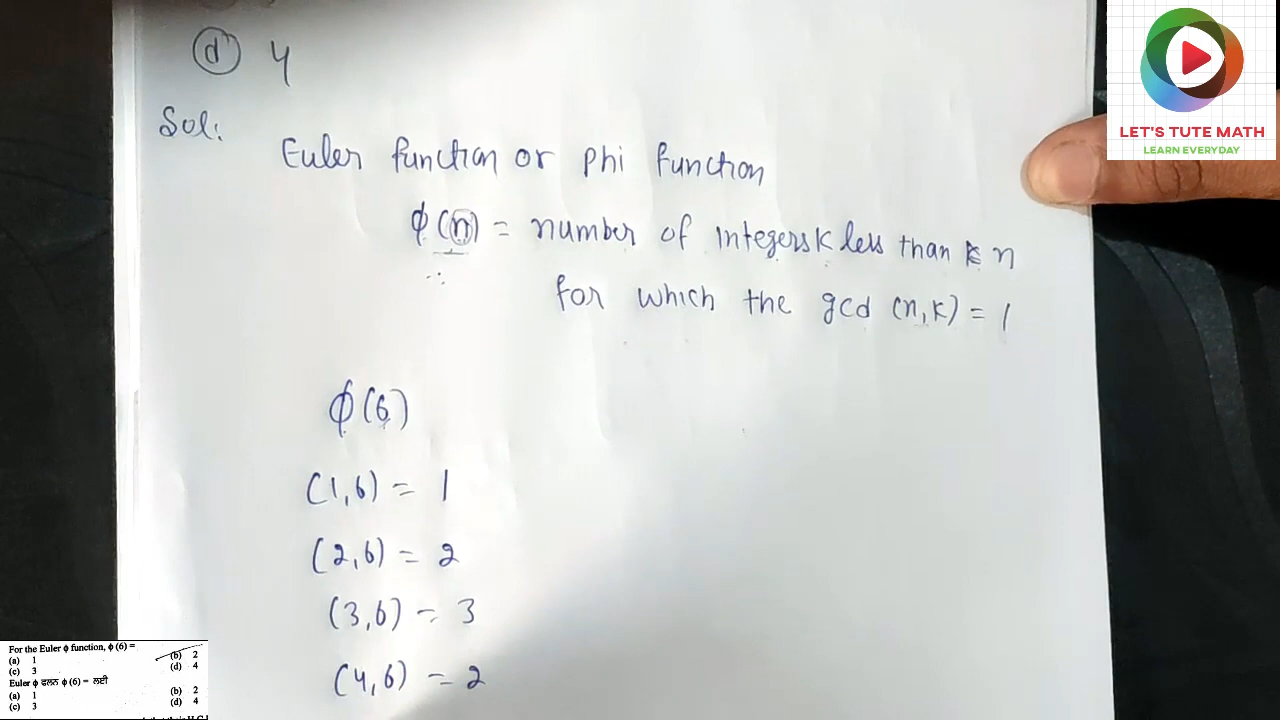 (d) 4
Sol:
Euler function or phi function
ϕ(n) = number of integers k less than k n
∴
for which the gcd (n,k) = 1
ϕ(6)
(1,6) = 1
(2,6) = 2
(3,6) = 3
(4,6) = 2
LET'S TUTE MATH
LEARN EVERYDAY
For the Euler ϕ function, ϕ (6) =
(a) 1 (b) 2
(c) 3 (d) 4
Euler ϕ ਫਲਨ ϕ (6) = ਲਈ
(a) 1 (b) 2
(c) 3 (d) 4